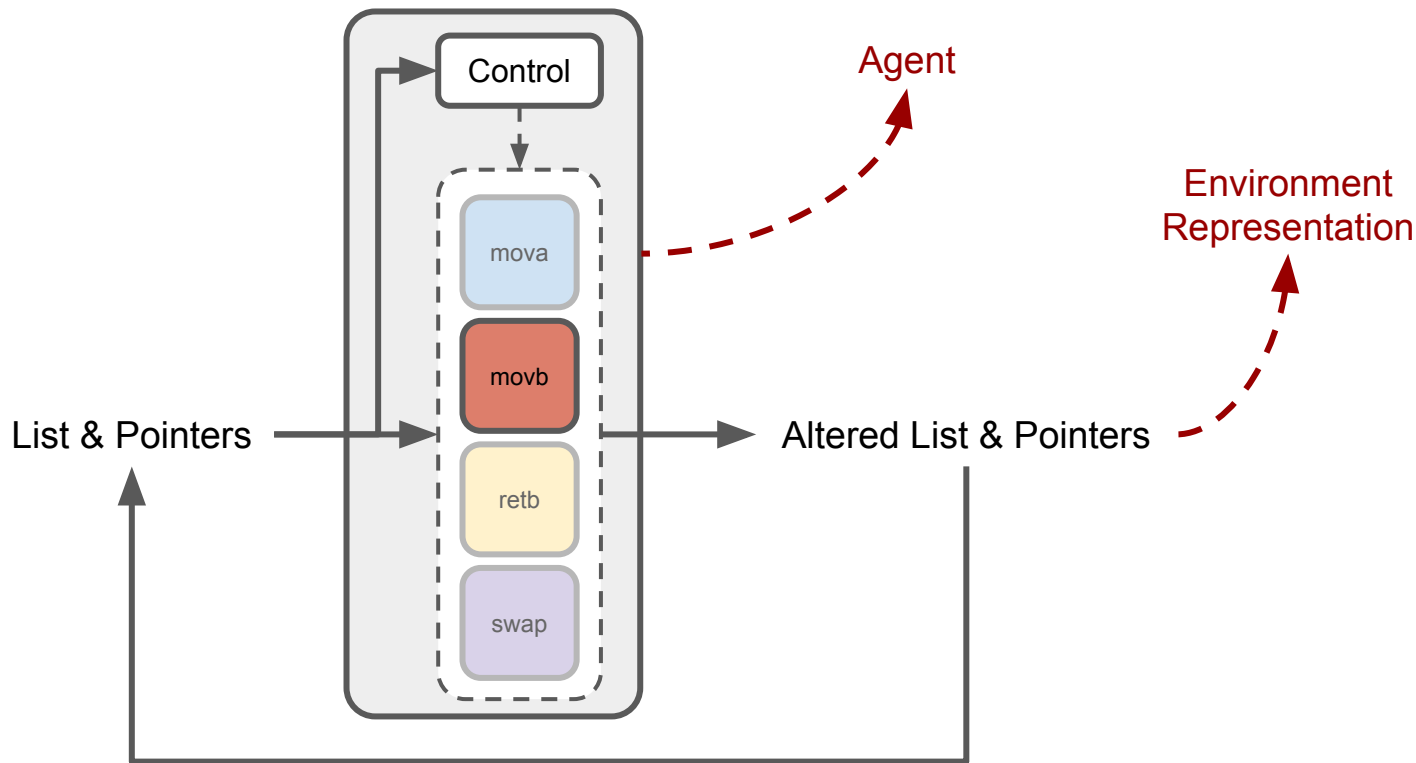 Control
Agent
Environment
Representation
mova
movb
List & Pointers
Altered List & Pointers
retb
swap